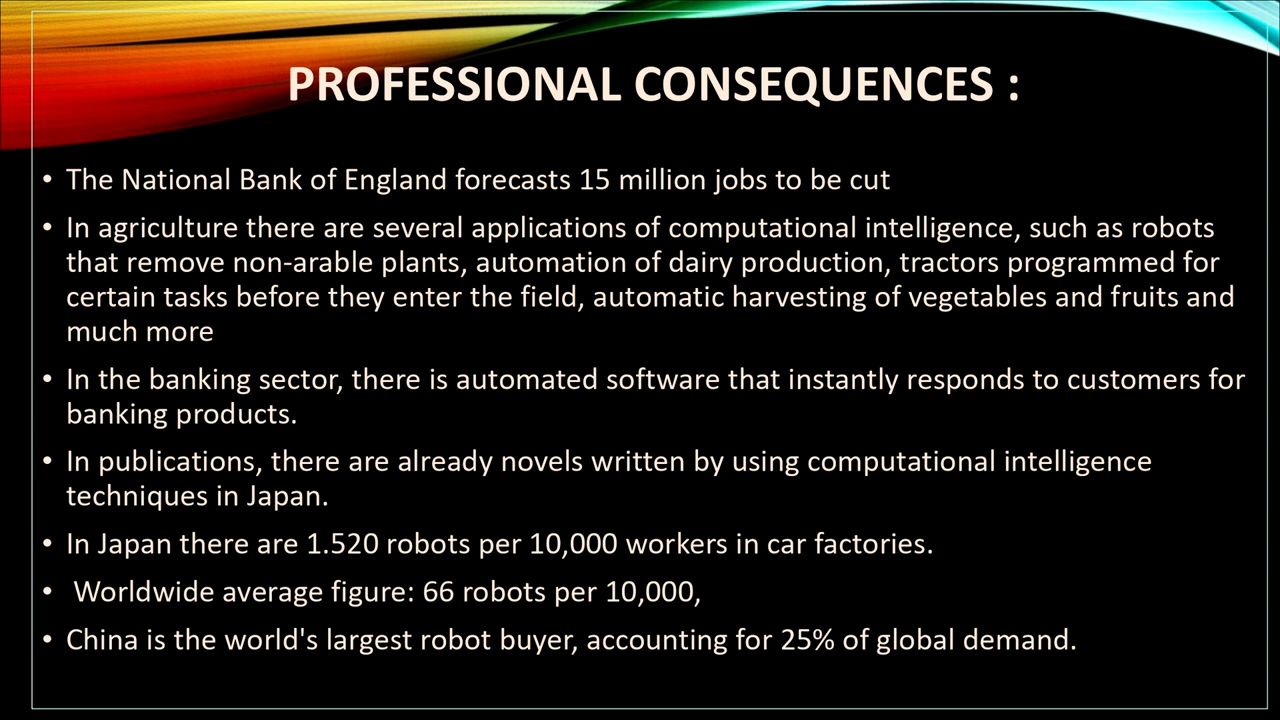 PROFESSIONAL CONSEQUENCES :
• The National Bank of England forecasts 15 million jobs to be cut
• In agriculture there are several applications of computational intelligence, such as robots
that remove non-arable plants, automation of dairy production, tractors programmed for
certain tasks before they enter the field, automatic harvesting of vegetables and fruits and
much more
• In the banking sector, there is automated software that instantly responds to customers for
banking products.
• In publications, there are already novels written by using computational intelligence
techniques in Japan.
• In Japan there are 1.520 robots per 10,000 workers in car factories.
• Worldwide average figure: 66 robots per 10,000,
• China is the world's largest robot buyer, accounting for 25% of global demand.